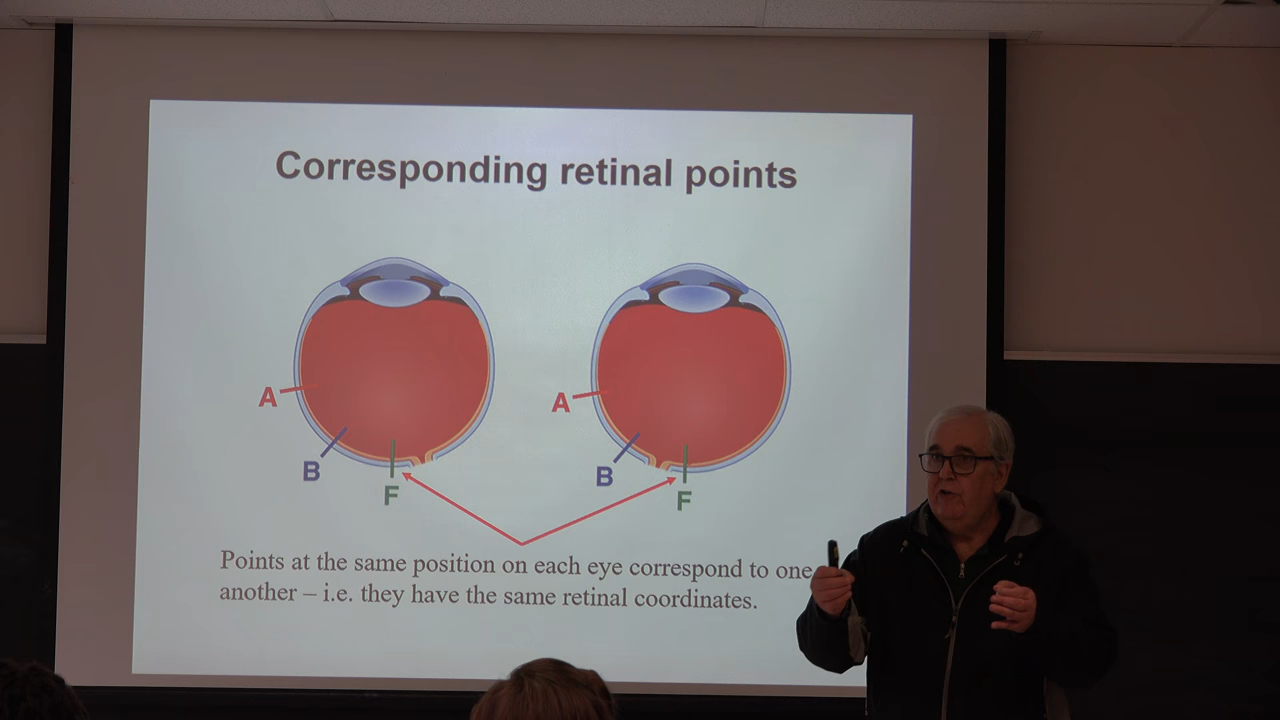 Corresponding retinal points
A
A
B
B
F
F
Points at the same position on each eye correspond to one
another – i.e. they have the same retinal coordinates.